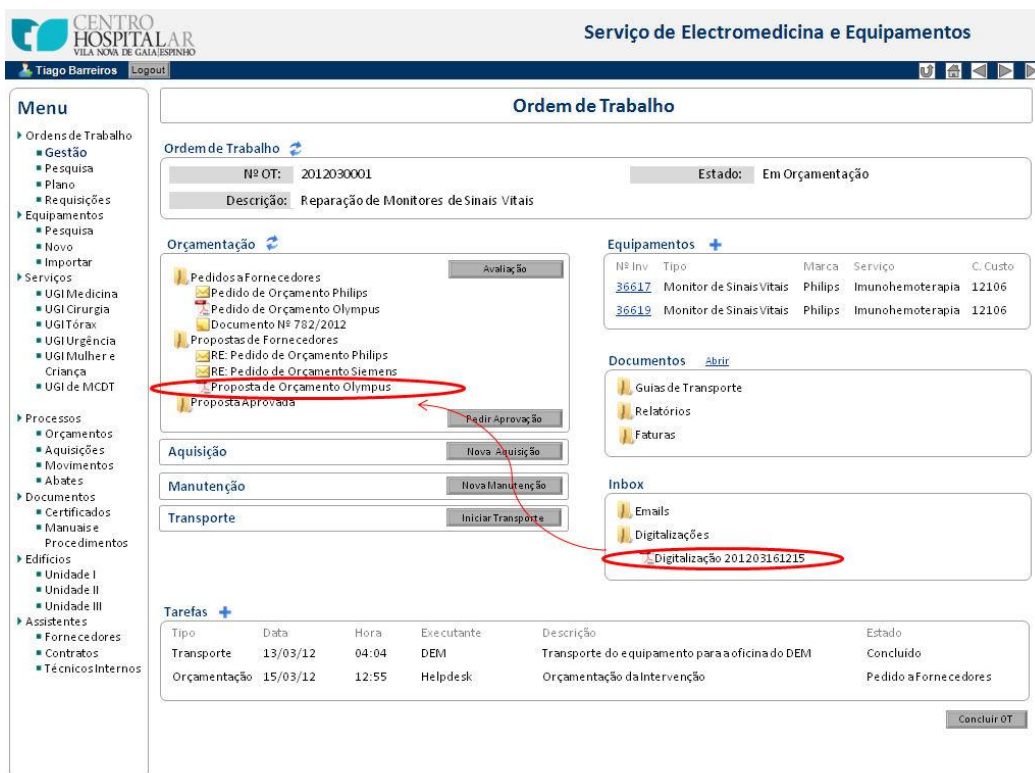 CENTRO
HOSPITALAR
VILA NOVA DE GAIA|ESPINHO
Serviço de Electromedicina e Equipamentos
Tiago Barreiros Logout
Menu
Ordens de Trabalho
Gestão
Pesquisa
Plano
Requisições
Equipamentos
Pesquisa
Novo
Importar
Serviços
UGI Medicina
UGI Cirurgia
UGI Tórax
UGI Urgência
UGI Mulher e
Criança
UGI de MCDT
Processos
Orçamentos
Aquisições
Movimentos
Abates
Documentos
Certificados
Manuais e
Procedimentos
Edifícios
Unidade I
Unidade II
Unidade III
Assistentes
Fornecedores
Contratos
Técnicos Internos
Ordem de Trabalho
Ordem de Trabalho
Nº OT: 2012030001 Estado: Em Orçamentação
Descrição: Reparação de Monitores de Sinais Vitais
Orçamentação
Avaliação
Pedidos a Fornecedores
Pedido de Orçamento Philips
Pedido de Orçamento Olympus
Documento Nº 782/2012
Propostas de Fornecedores
RE: Pedido de Orçamento Philips
RE: Pedido de Orçamento Siemens
Proposta de Orçamento Olympus
Proposta Aprovada
Pedir Aprovação
Aquisição Nova Aquisição
Manutenção Nova Manutenção
Transporte Iniciar Transporte
Equipamentos
Nº Inv Tipo Marca Serviço C. Custo
36617 Monitor de Sinais Vitais Philips Imunohemoterapia 12106
36619 Monitor de Sinais Vitais Philips Imunohemoterapia 12106
Documentos Abrir
Guias de Transporte
Relatórios
Faturas
Inbox
Emails
Digitalizações
Digitalização 201203161215
Tarefas
Tipo Data Hora Executante Descrição Estado
Transporte 13/03/12 04:04 DEM Transporte do equipamento para a oficina do DEM Concluído
Orçamentação 15/03/12 12:55 Helpdesk Orçamentação da Intervenção Pedido a Fornecedores
Concluir OT